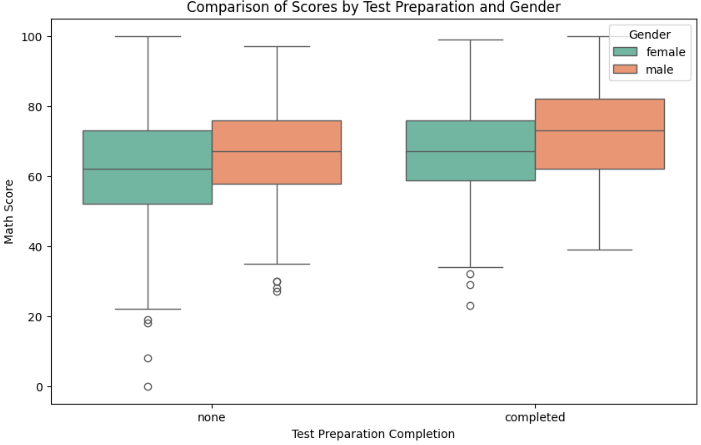 Comparison of Scores by Test Preparation and Gender
Gender
female
male
Math Score
100
80
60
40
20
0
none
completed
Test Preparation Completion